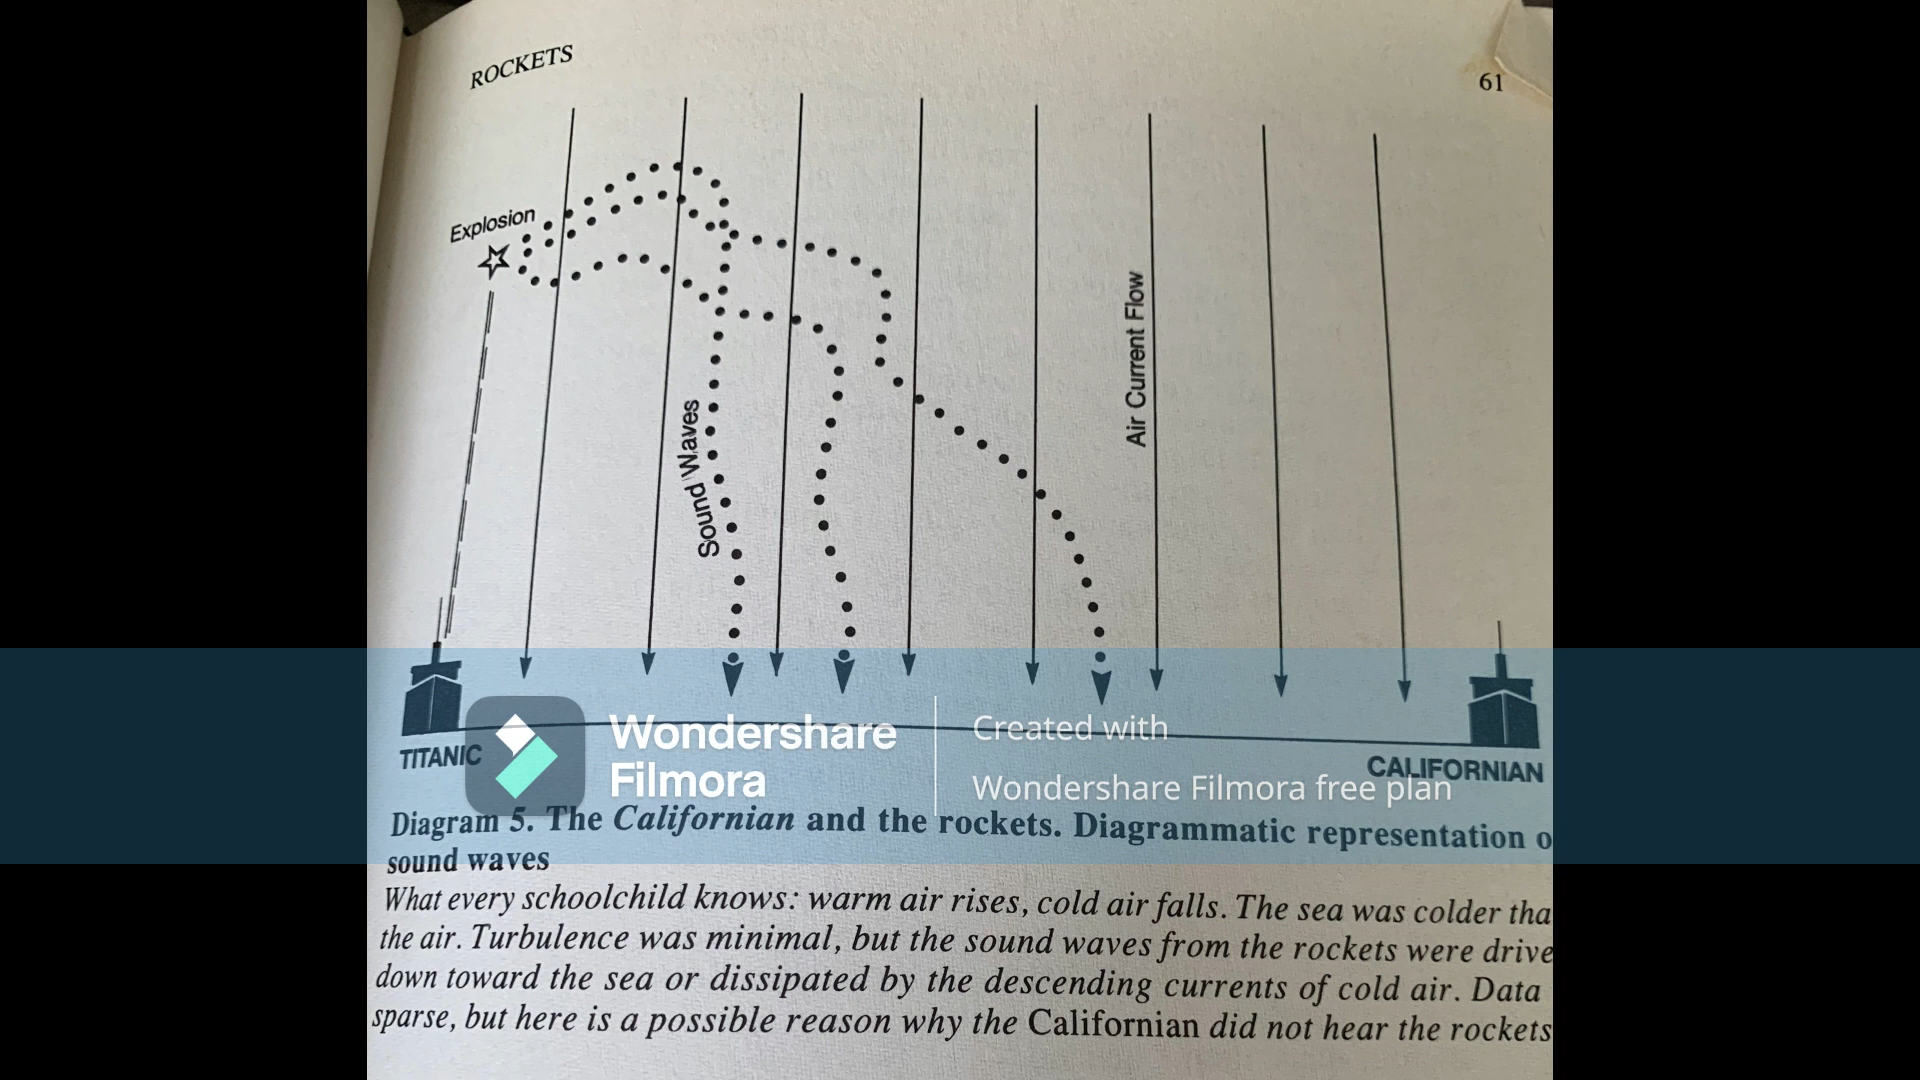 ROCKETS
61
Explosion
Sound Waves
Air Current Flow
TITANIC
CALIFORNIAN
Wondershare
Filmora
Created with
Wondershare Filmora free plan
Diagram 5. The Californian and the rockets. Diagrammatic representation o
sound waves
What every schoolchild knows: warm air rises, cold air falls. The sea was colder tha
the air. Turbulence was minimal, but the sound waves from the rockets were drive
down toward the sea or dissipated by the descending currents of cold air. Data
sparse, but here is a possible reason why the Californian did not hear the rockets